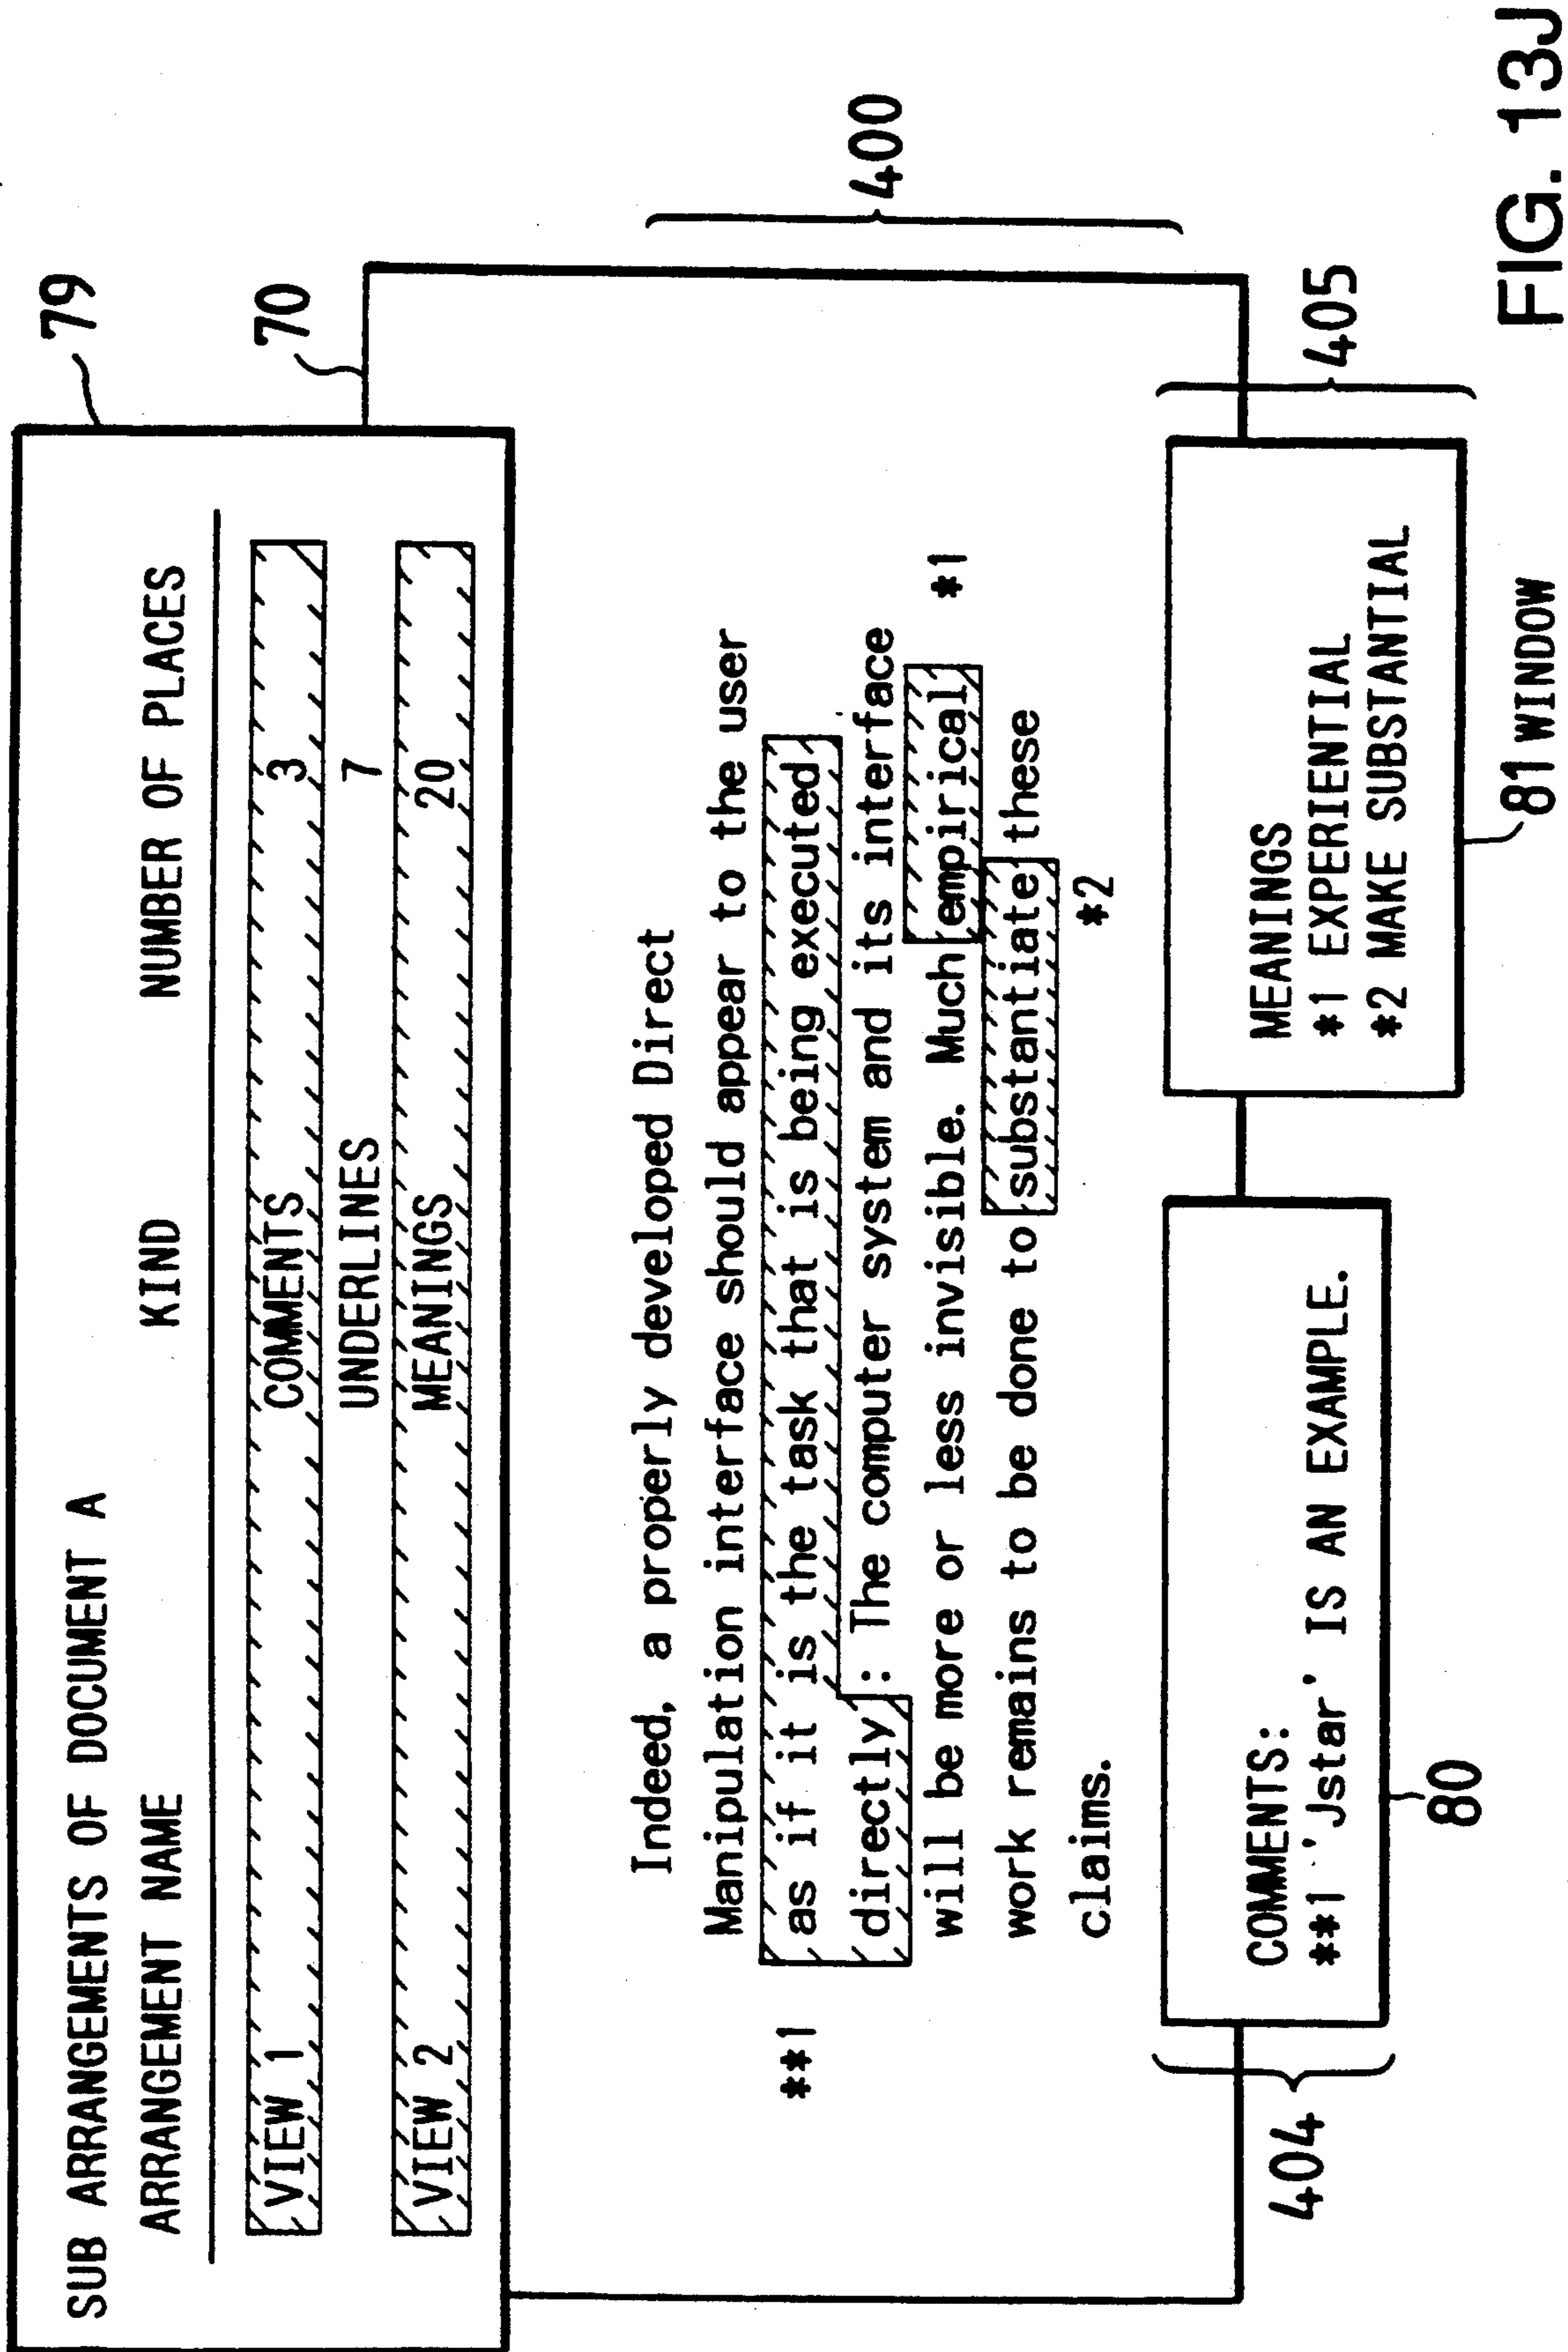 SUB ARRANGEMENTS OF DOCUMENT A
ARRANGEMENT NAME KIND NUMBER OF PLACES
VIEW 1 COMMENTS 3
UNDERLINES 7
VIEW 2 MEANINGS 20
79
70
Indeed, a properly developed Direct
Manipulation interface should appear to the user
**1 as if it is the task that is being executed
directly : The computer system and its interface
will be more or less invisible. Much empirical *1
work remains to be done to substantiate these
*2
claims.
400
COMMENTS:
**1 'Jstar' IS AN EXAMPLE.
404
80
MEANINGS
*1 EXPERIENTIAL
*2 MAKE SUBSTANTIAL
405
81 WINDOW
FIG. 13J